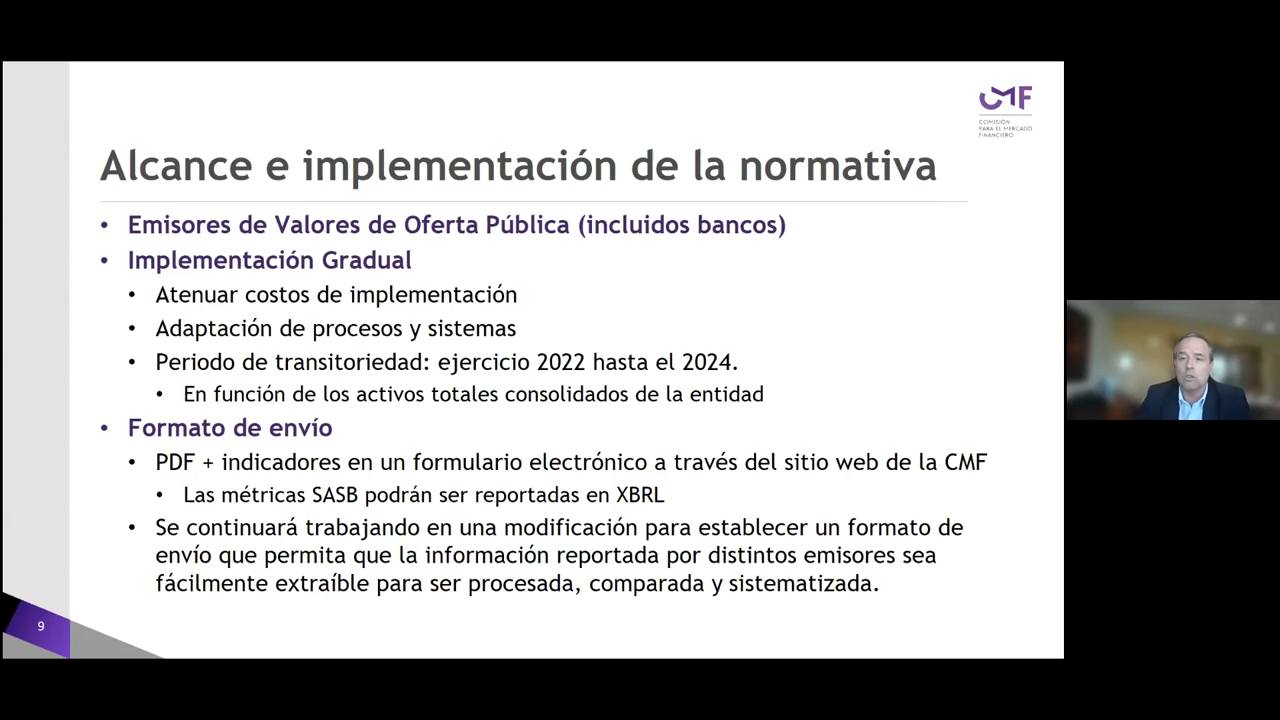 CMF
COMISIÓN
PARA EL MERCADO
FINANCIERO
Alcance e implementación de la normativa
• Emisores de Valores de Oferta Pública (incluidos bancos)
• Implementación Gradual
• Atenuar costos de implementación
• Adaptación de procesos y sistemas
• Periodo de transitoriedad: ejercicio 2022 hasta el 2024.
• En función de los activos totales consolidados de la entidad
• Formato de envío
• PDF + indicadores en un formulario electrónico a través del sitio web de la CMF
• Las métricas SASB podrán ser reportadas en XBRL
• Se continuará trabajando en una modificación para establecer un formato de
envío que permita que la información reportada por distintos emisores sea
fácilmente extraíble para ser procesada, comparada y sistematizada.
9